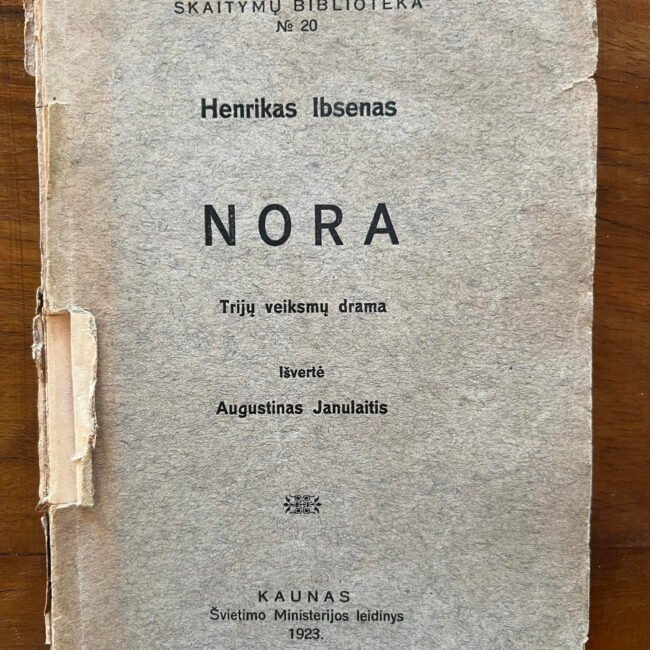 SKAITYMŲ BIBLIOTEKA
№ 20
Henrikas Ibsenas
NORA
Trijų veiksmų drama
Išvertė
Augustinas Janulaitis
KAUNAS
Švietimo Ministerijos leidinys
1923.